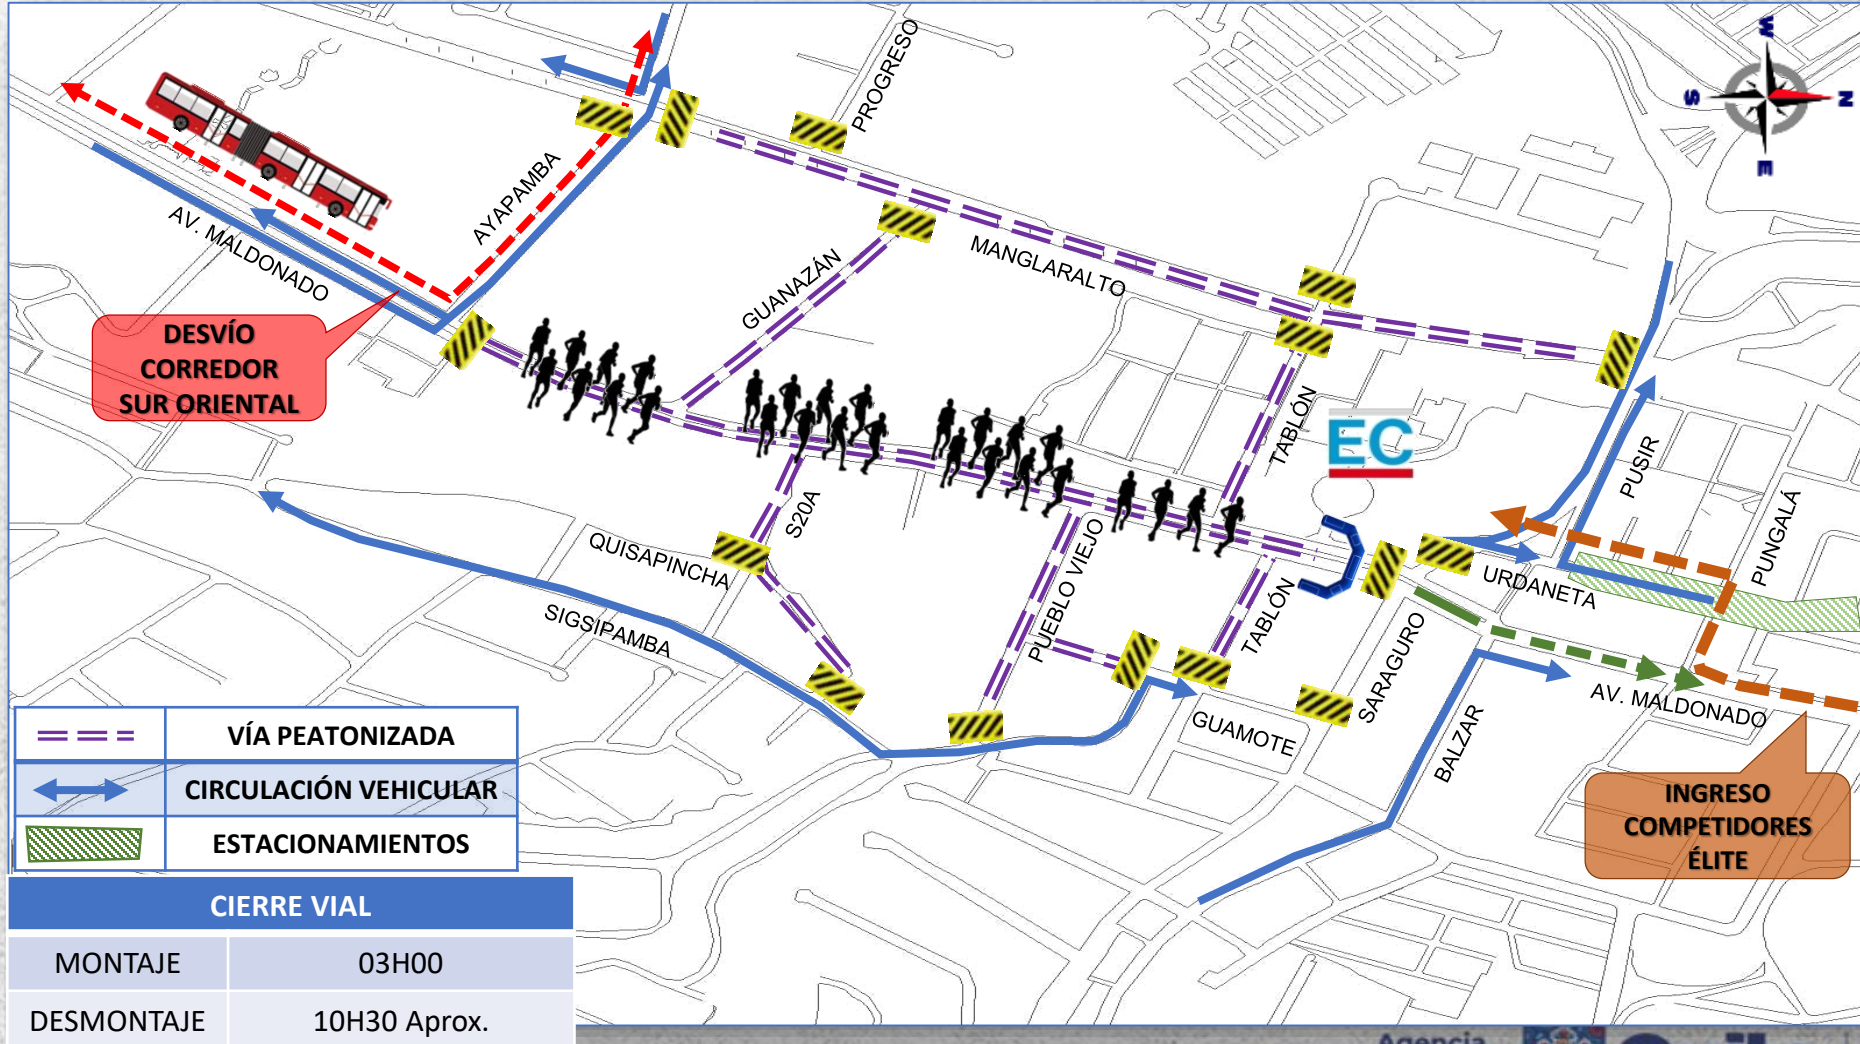 W
S
N
E
PROGRESO
AYAPAMBA
AV. MALDONADO
GUANAZÁN
MANGLARALTO
DESVÍO
CORREDOR
SUR ORIENTAL
TABLÓN
EC
PUSIR
PUNGALÁ
S20A
QUISAPINCHA
SIGSIPAMBA
PUEBLO VIEJO
TABLÓN
URDANETA
SARAGURO
GUAMOTE
BALZAR
AV. MALDONADO
INGRESO
COMPETIDORES
ÉLITE
VÍA PEATONIZADA
CIRCULACIÓN VEHICULAR
ESTACIONAMIENTOS
CIERRE VIAL
MONTAJE 03H00
DESMONTAJE 10H30 Aprox.
Agencia